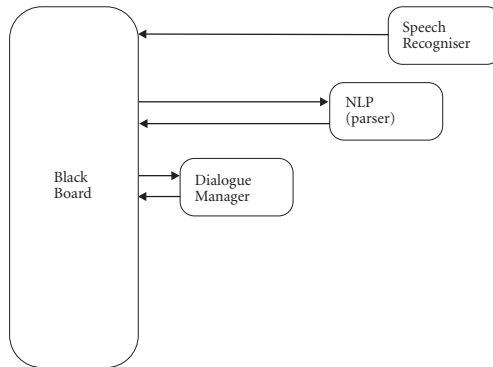 Speech
Recogniser
NLP
(parser)
Black
Board
Dialogue
Manager